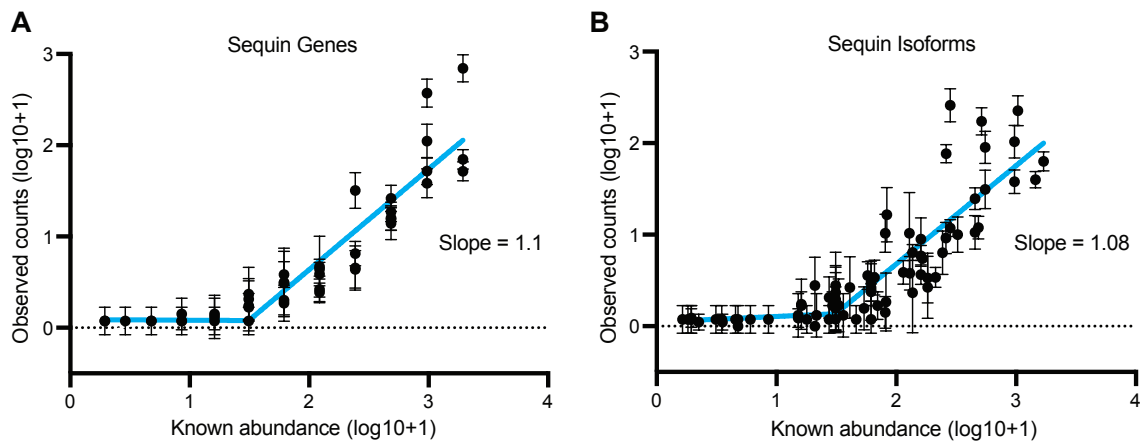 A
Sequin Genes
Observed counts (log10+1)
3
2
1
0
Slope = 1.1
0 1 2 3 4
Known abundance (log10+1)
B
Sequin Isoforms
Observed counts (log10+1)
3
2
1
0
Slope = 1.08
0 1 2 3 4
Known abundance (log10+1)